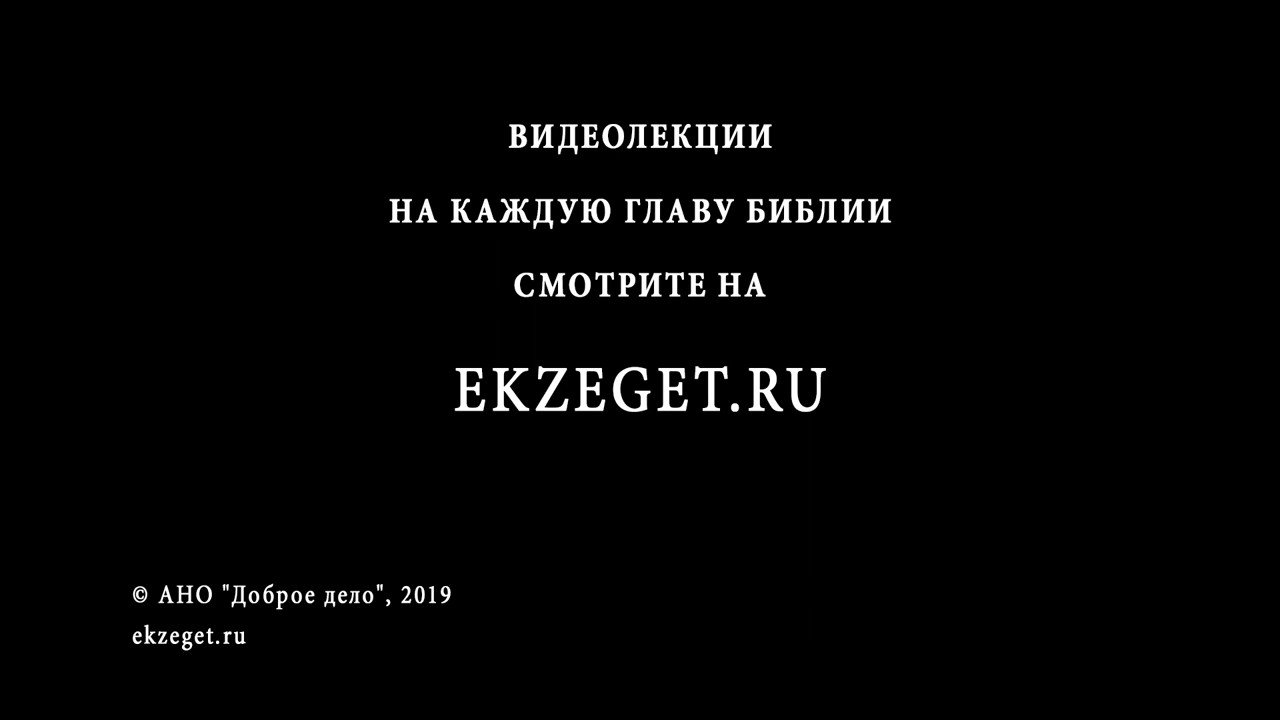 ВИДЕОЛЕКЦИИ
НА КАЖДУЮ ГЛАВУ БИБЛИИ
СМОТРИТЕ НА
EKZEGET.RU
© АНО "Доброе дело", 2019
ekzeget.ru